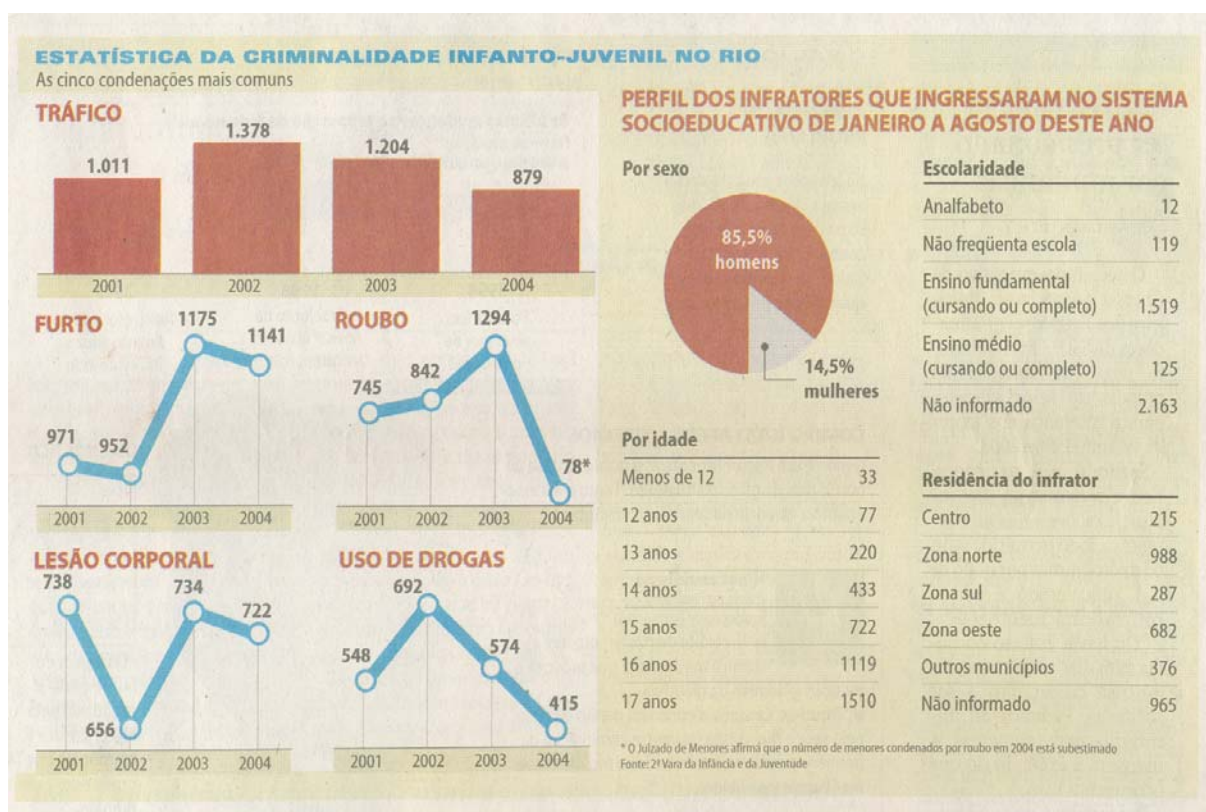 ESTATÍSTICA DA CRIMINALIDADE INFANTO-JUVENIL NO RIO
As cinco condenações mais comuns
TRÁFICO
1.011
1.378
1.204
879
2001
2002
2003
2004
FURTO
971
952
1175
1141
2001
2002
2003
2004
ROUBO
745
842
1294
78*
2001
2002
2003
2004
LESÃO CORPORAL
738
656
734
722
2001
2002
2003
2004
USO DE DROGAS
548
692
574
415
2001
2002
2003
2004
PERFIL DOS INFRATORES QUE INGRESSARAM NO SISTEMA
SOCIOEDUCATIVO DE JANEIRO A AGOSTO DESTE ANO
Por sexo
85,5%
homens
14,5%
mulheres
Por idade
Menos de 12 33
12 anos 77
13 anos 220
14 anos 433
15 anos 722
16 anos 1119
17 anos 1510
Escolaridade
Analfabeto 12
Não freqüenta escola 119
Ensino fundamental
(cursando ou completo) 1.519
Ensino médio
(cursando ou completo) 125
Não informado 2.163
Residência do infrator
Centro 215
Zona norte 988
Zona sul 287
Zona oeste 682
Outros municípios 376
Não informado 965
* O Julzado de Menores afirma que o número de menores condenados por roubo em 2004 está subestimado
Fonte: 2ª Vara da Infância e da Juventude